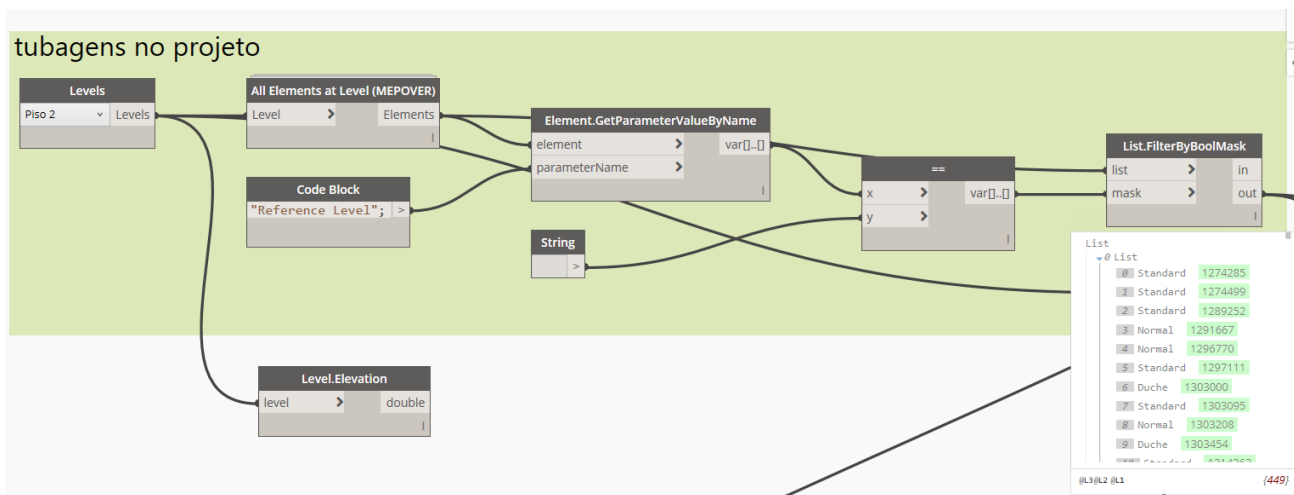 tubagens no projeto
Levels
Piso 2 Levels
All Elements at Level (MEPOVER)
Level > Elements
Code Block
"Reference Level"; >
Element.GetParameterValueByName
element > var[]..[]
parameterName >
String
>
==
x > var[]..[]
y >
List.FilterByBoolMask
list > in
mask > out
Level.Elevation
level > double
List
0 List
0 Standard 1274285
1 Standard 1274499
2 Standard 1289252
3 Normal 1291667
4 Normal 1296770
5 Standard 1297111
6 Duche 1303000
7 Standard 1303095
8 Normal 1303208
9 Duche 1303454
@L3@L2 @L1 {449}